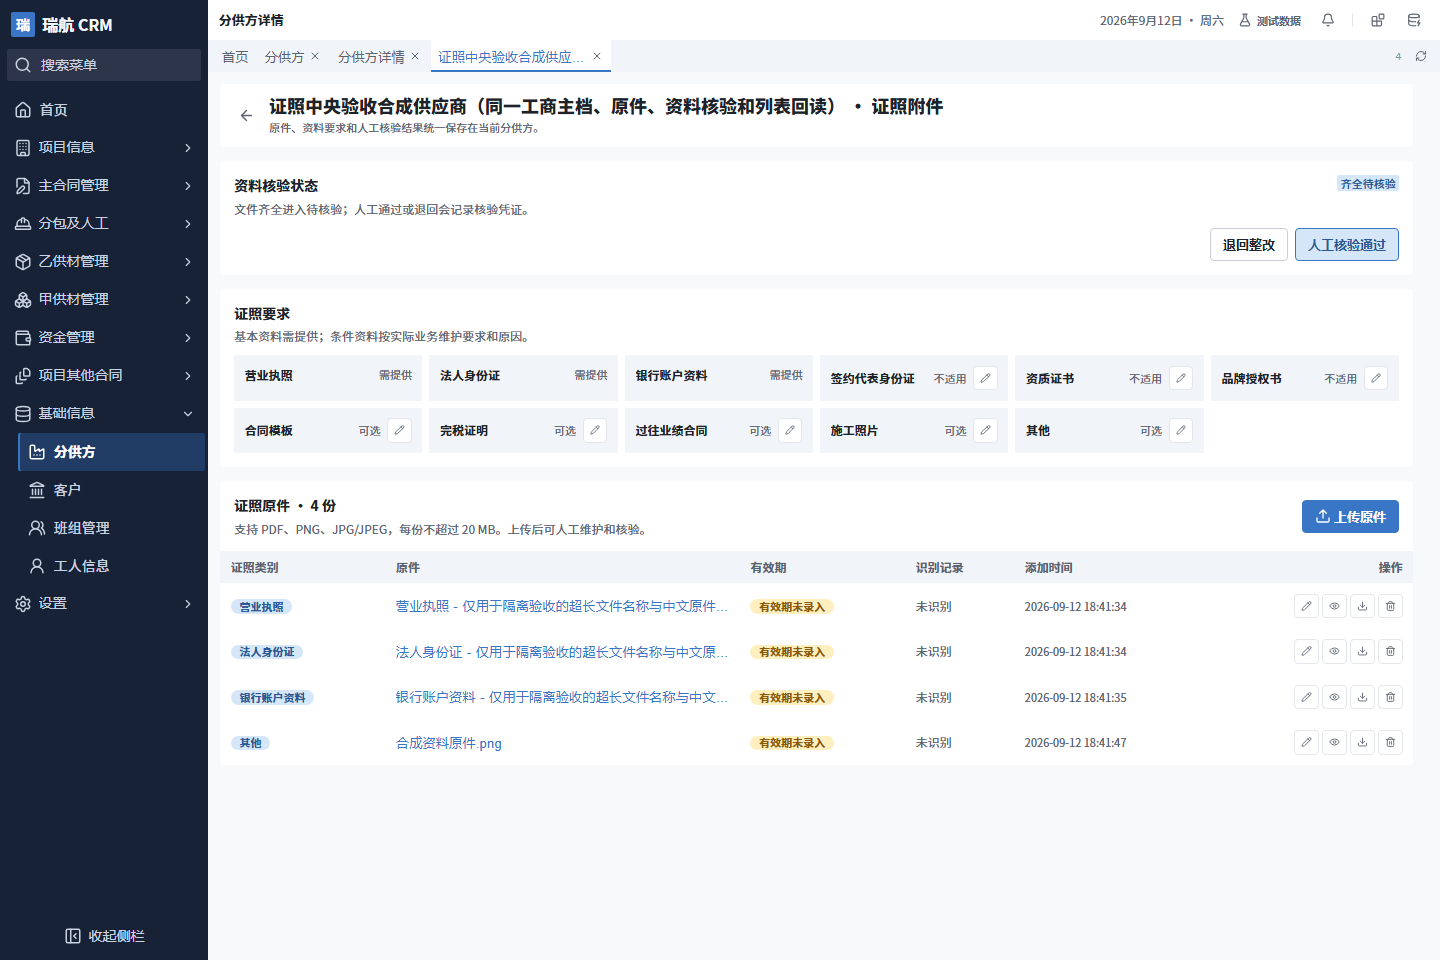 瑞 瑞航 CRM
搜索菜单
首页
项目信息
主合同管理
分包及人工
乙供材管理
甲供材管理
资金管理
项目其他合同
基础信息
分供方
客户
班组管理
工人信息
设置
收起侧栏
分供方详情
2026年9月12日 · 周六 测试数据
首页 分供方 分供方详情 证照中央验收合成供应... 4
证照中央验收合成供应商（同一工商主档、原件、资料核验和列表回读） · 证照附件
原件、资料要求和人工核验结果统一保存在当前分供方。
资料核验状态 齐全待核验
文件齐全进入待核验；人工通过或退回会记录核验凭证。
退回整改 人工核验通过
证照要求
基本资料需提供；条件资料按实际业务维护要求和原因。
营业执照 需提供 法人身份证 需提供 银行账户资料 需提供 签约代表身份证 不适用 资质证书 不适用 品牌授权书 不适用
合同模板 可选 完税证明 可选 过往业绩合同 可选 施工照片 可选 其他 可选
证照原件 · 4 份
支持 PDF、PNG、JPG/JPEG，每份不超过 20 MB。上传后可人工维护和核验。
上传原件
证照类别 原件 有效期 识别记录 添加时间 操作
营业执照 营业执照 - 仅用于隔离验收的超长文件名称与中文原件... 有效期未录入 未识别 2026-09-12 18:41:34
法人身份证 法人身份证 - 仅用于隔离验收的超长文件名称与中文原... 有效期未录入 未识别 2026-09-12 18:41:34
银行账户资料 银行账户资料 - 仅用于隔离验收的超长文件名称与中文... 有效期未录入 未识别 2026-09-12 18:41:35
其他 合成资料原件.png 有效期未录入 未识别 2026-09-12 18:41:47